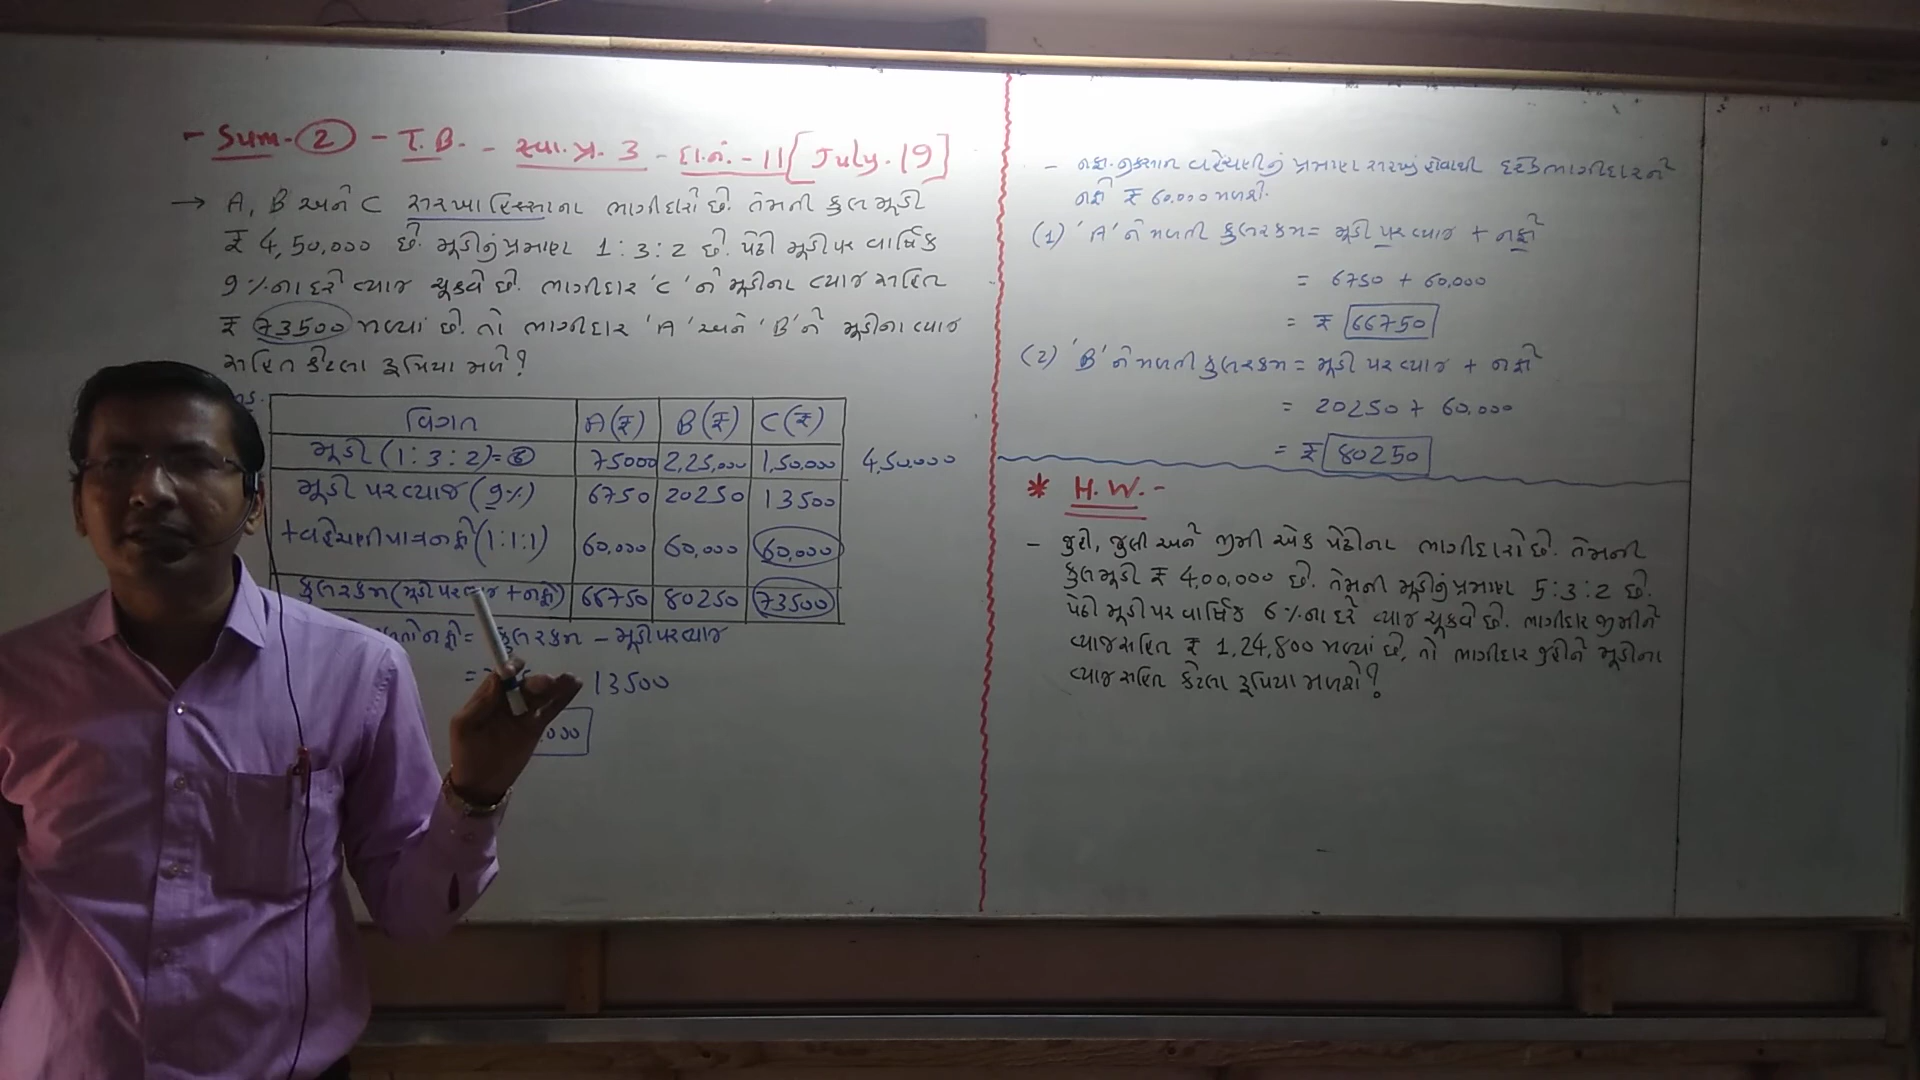 - Sum-② - T.B. - સ્વા.પ્ર. 3 - દા.નં. - 11 [July-19]
→ A, B અને C સરખા હિસ્સાના ભાગીદારો છે. તેમની કુલ મૂડી
₹ 4,50,000 છે. મૂડીનું પ્રમાણ 1:3:2 છે. પેઢી મૂડી પર વાર્ષિક
9% ના દરે વ્યાજ ચૂકવે છે. ભાગીદાર 'C' ને મૂડીના વ્યાજ સહિત
₹ 73500 મળ્યાં છે. તો ભાગીદાર 'A' અને 'B' ને મૂડીના વ્યાજ
સહિત કેટલા રૂપિયા મળે?
વિગત A(₹) B(₹) C(₹)
મૂડી (1:3:2)=⑥ 75000 2,25,000 1,50,000 4,50,000
મૂડી પર વ્યાજ (9%) 6750 20250 13500
+ વહેંચણીપાત્ર નફો (1:1:1) 60,000 60,000 60,000
કુલ રકમ (મૂડી પર વ્યાજ + નફો) 66750 80250 73500
નફો = કુલ રકમ - મૂડી પર વ્યાજ
= 13500
,000
- નફા-નુકસાન વહેંચણીનું પ્રમાણ સરખું હોવાથી દરેક ભાગીદારને
નફો ₹ 60,000 મળશે.
(1) 'A' ને મળતી કુલ રકમ = મૂડી પર વ્યાજ + નફો
= 6750 + 60,000
= ₹ 66750
(2) 'B' ને મળતી કુલ રકમ = મૂડી પર વ્યાજ + નફો
= 20250 + 60,000
= ₹ 80250
* H.W. -
- જુહી, જુલી અને જીમી એક પેઢીના ભાગીદારો છે. તેમની
કુલ મૂડી ₹ 4,00,000 છે. તેમની મૂડીનું પ્રમાણ 5:3:2 છે.
પેઢી મૂડી પર વાર્ષિક 6% ના દરે વ્યાજ ચૂકવે છે. ભાગીદાર જીમીને
વ્યાજ સહિત ₹ 1,24,800 મળ્યાં છે, તો ભાગીદાર જુહીને મૂડીના
વ્યાજ સહિત કેટલા રૂપિયા મળશે?